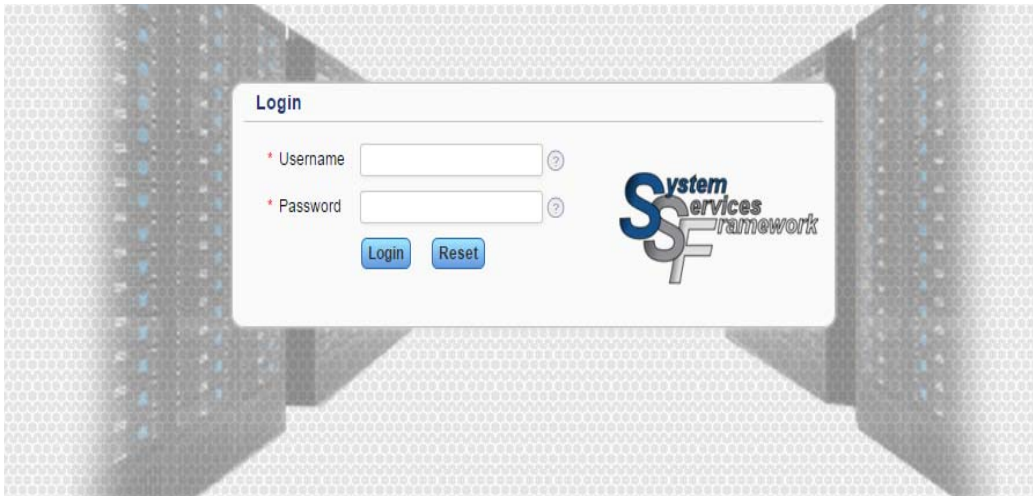 Login
* Username
?
* Password
?
Login Reset
System
Services
Framework